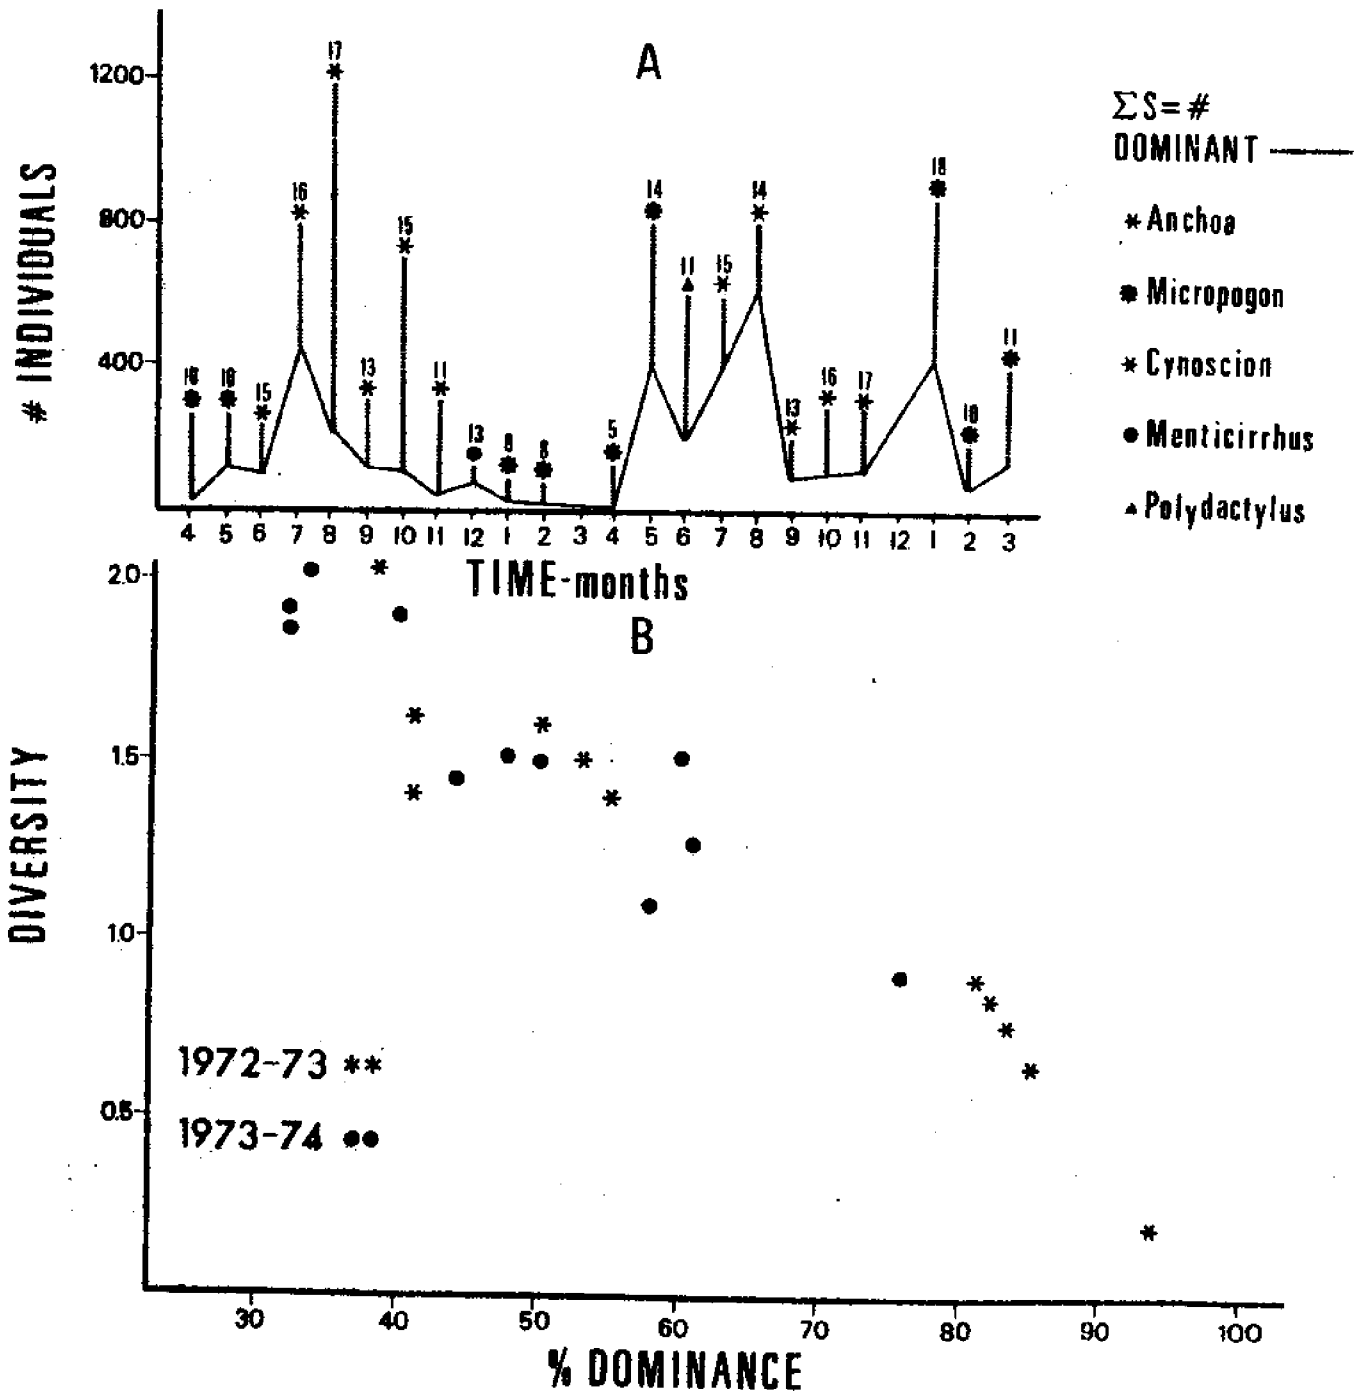 A
ΣS=#
DOMINANT
*Anchoa
Micropogon
*Cynoscion
●Menticirrhus
▲Polydactylus
# INDIVIDUALS
1200
800
400
17
16
15
10
10
15
13
11
13
8
8
5
14
11
15
14
13
16
17
18
10
11
4 5 6 7 8 9 10 11 12 1 2 3 4 5 6 7 8 9 10 11 12 1 2 3
TIME-months
B
DIVERSITY
2.0
1.5
1.0
0.5
1972-73 **
1973-74 ●●
30 40 50 60 70 80 90 100
% DOMINANCE